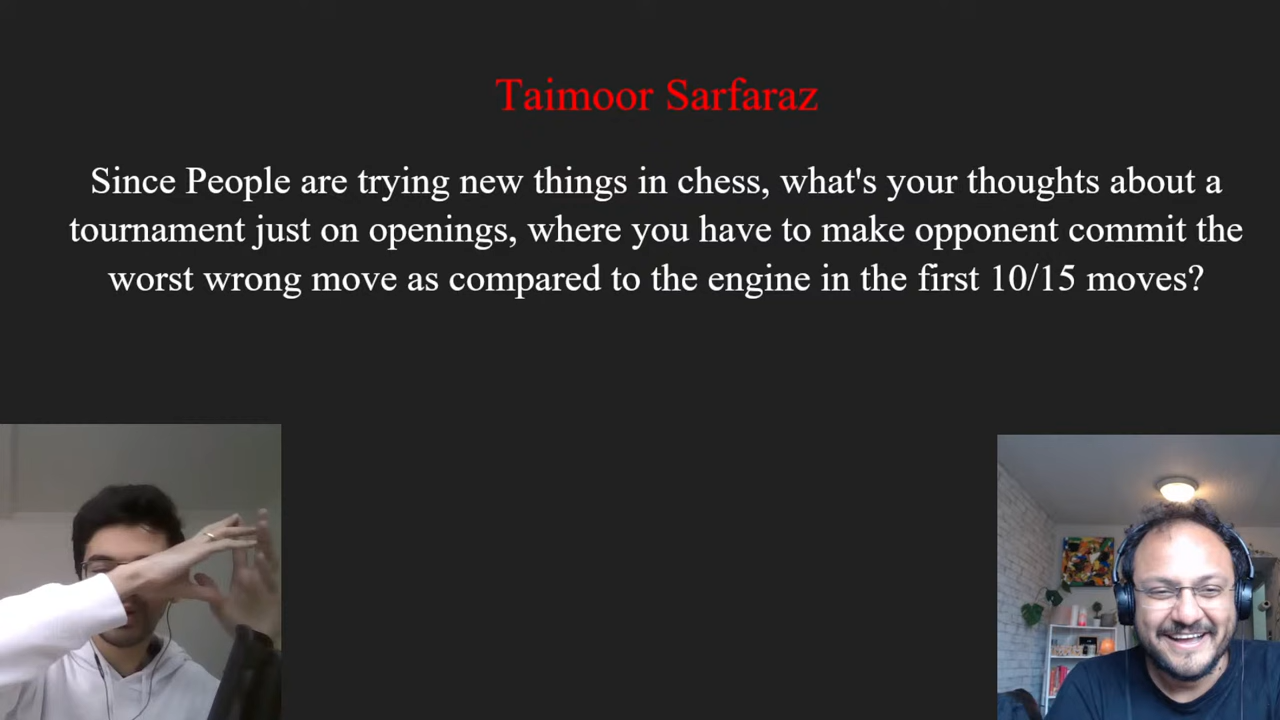 Taimoor Sarfaraz
Since People are trying new things in chess, what's your thoughts about a
tournament just on openings, where you have to make opponent commit the
worst wrong move as compared to the engine in the first 10/15 moves?